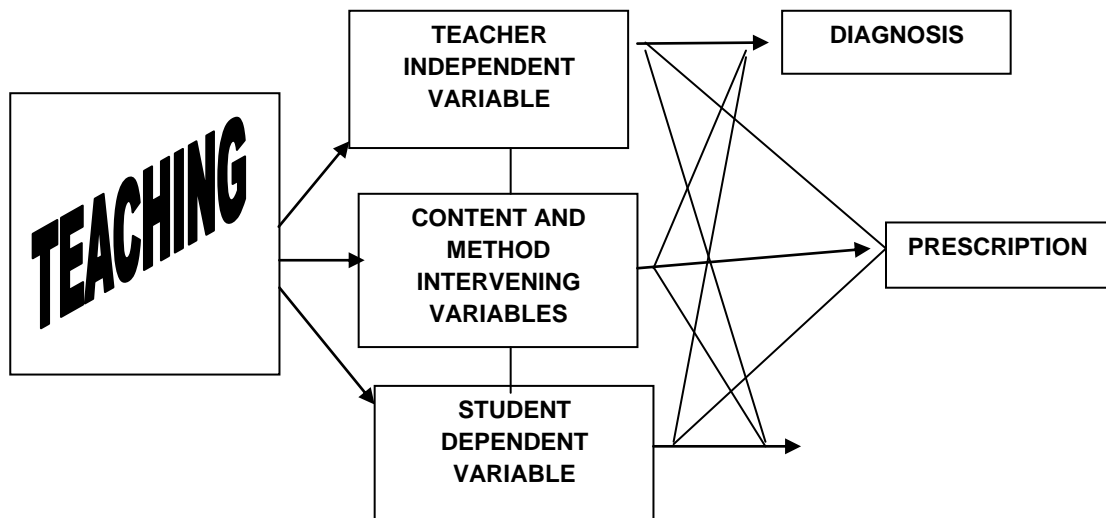 TEACHING
TEACHER
INDEPENDENT
VARIABLE
CONTENT AND
METHOD
INTERVENING
VARIABLES
STUDENT
DEPENDENT
VARIABLE
DIAGNOSIS
PRESCRIPTION